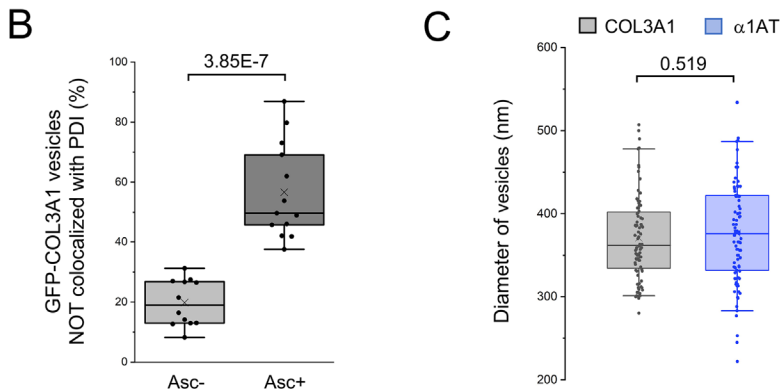 B
3.85E-7
GFP-COL3A1 vesicles
NOT colocalized with PDI (%)
100
80
60
40
20
0
Asc-
Asc+
C
COL3A1
α1AT
0.519
Diameter of vesicles (nm)
600
500
400
300
200